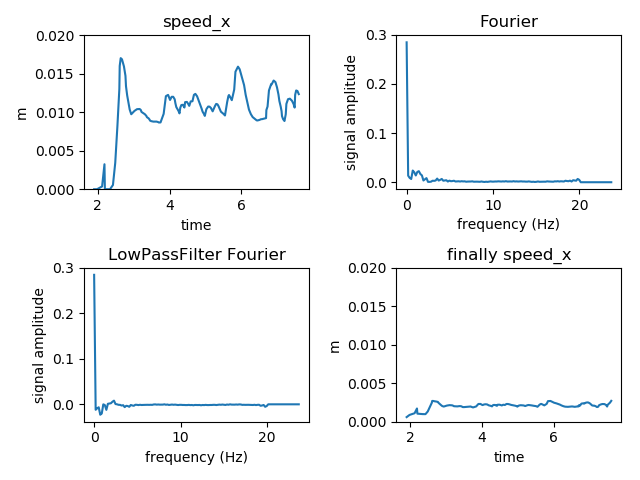 speed_x
0.020
0.015
0.010
0.005
0.000
m
2
4
6
time
Fourier
0.3
0.2
0.1
0.0
signal amplitude
0
10
20
frequency (Hz)
LowPassFilter Fourier
0.3
0.2
0.1
0.0
signal amplitude
0
10
20
frequency (Hz)
finally speed_x
0.020
0.015
0.010
0.005
0.000
m
2
4
6
time